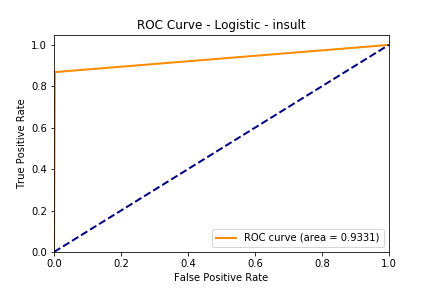 ROC Curve - Logistic - insult
True Positive Rate
1.0
0.8
0.6
0.4
0.2
0.0
ROC curve (area = 0.9331)
0.0 0.2 0.4 0.6 0.8 1.0
False Positive Rate